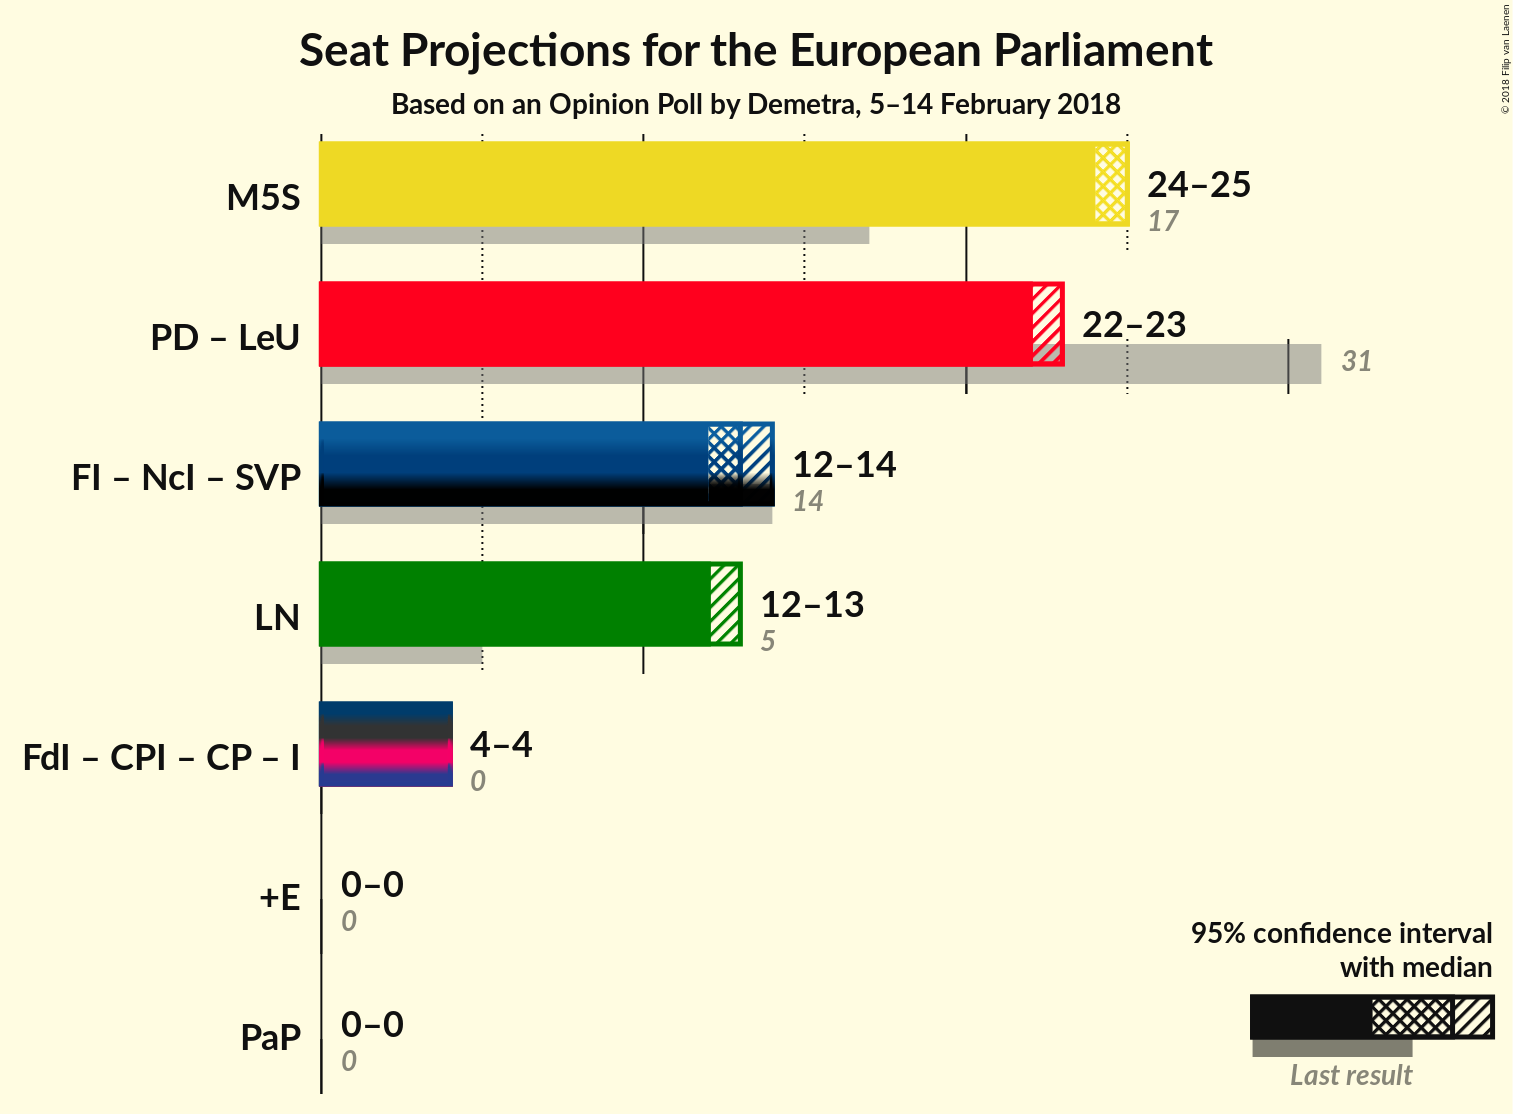 Seat Projections for the European Parliament
Based on an Opinion Poll by Demetra, 5–14 February 2018
© 2018 Filip van Laenen
M5S
24–25
17
PD – LeU
22–23
31
FI – NcI – SVP
12–14
14
LN
12–13
5
FdI – CPI – CP – I
4–4
0
+E
0–0
0
PaP
0–0
0
95% confidence interval
with median
Last result